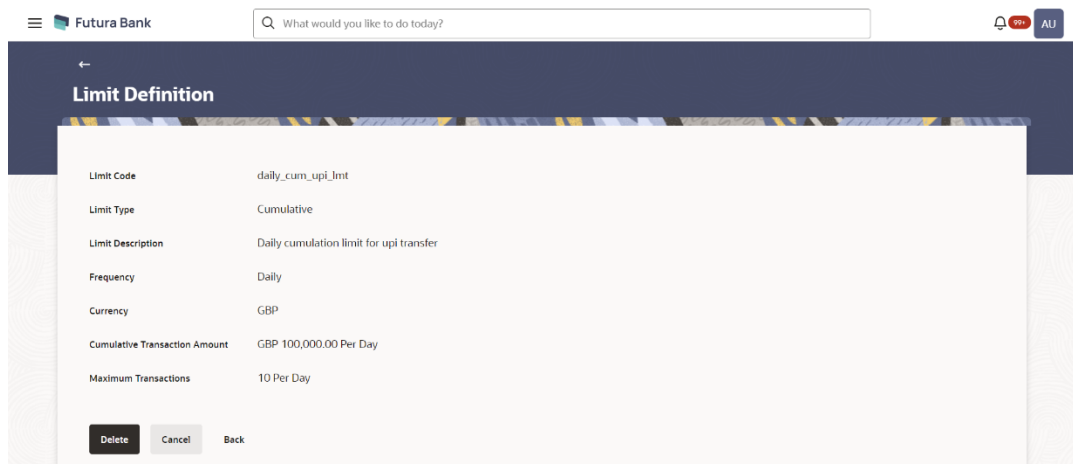 Futura Bank
What would you like to do today?
99+
AU
Limit Definition
Limit Code daily_cum_upi_lmt
Limit Type Cumulative
Limit Description Daily cumulation limit for upi transfer
Frequency Daily
Currency GBP
Cumulative Transaction Amount GBP 100,000.00 Per Day
Maximum Transactions 10 Per Day
Delete Cancel Back